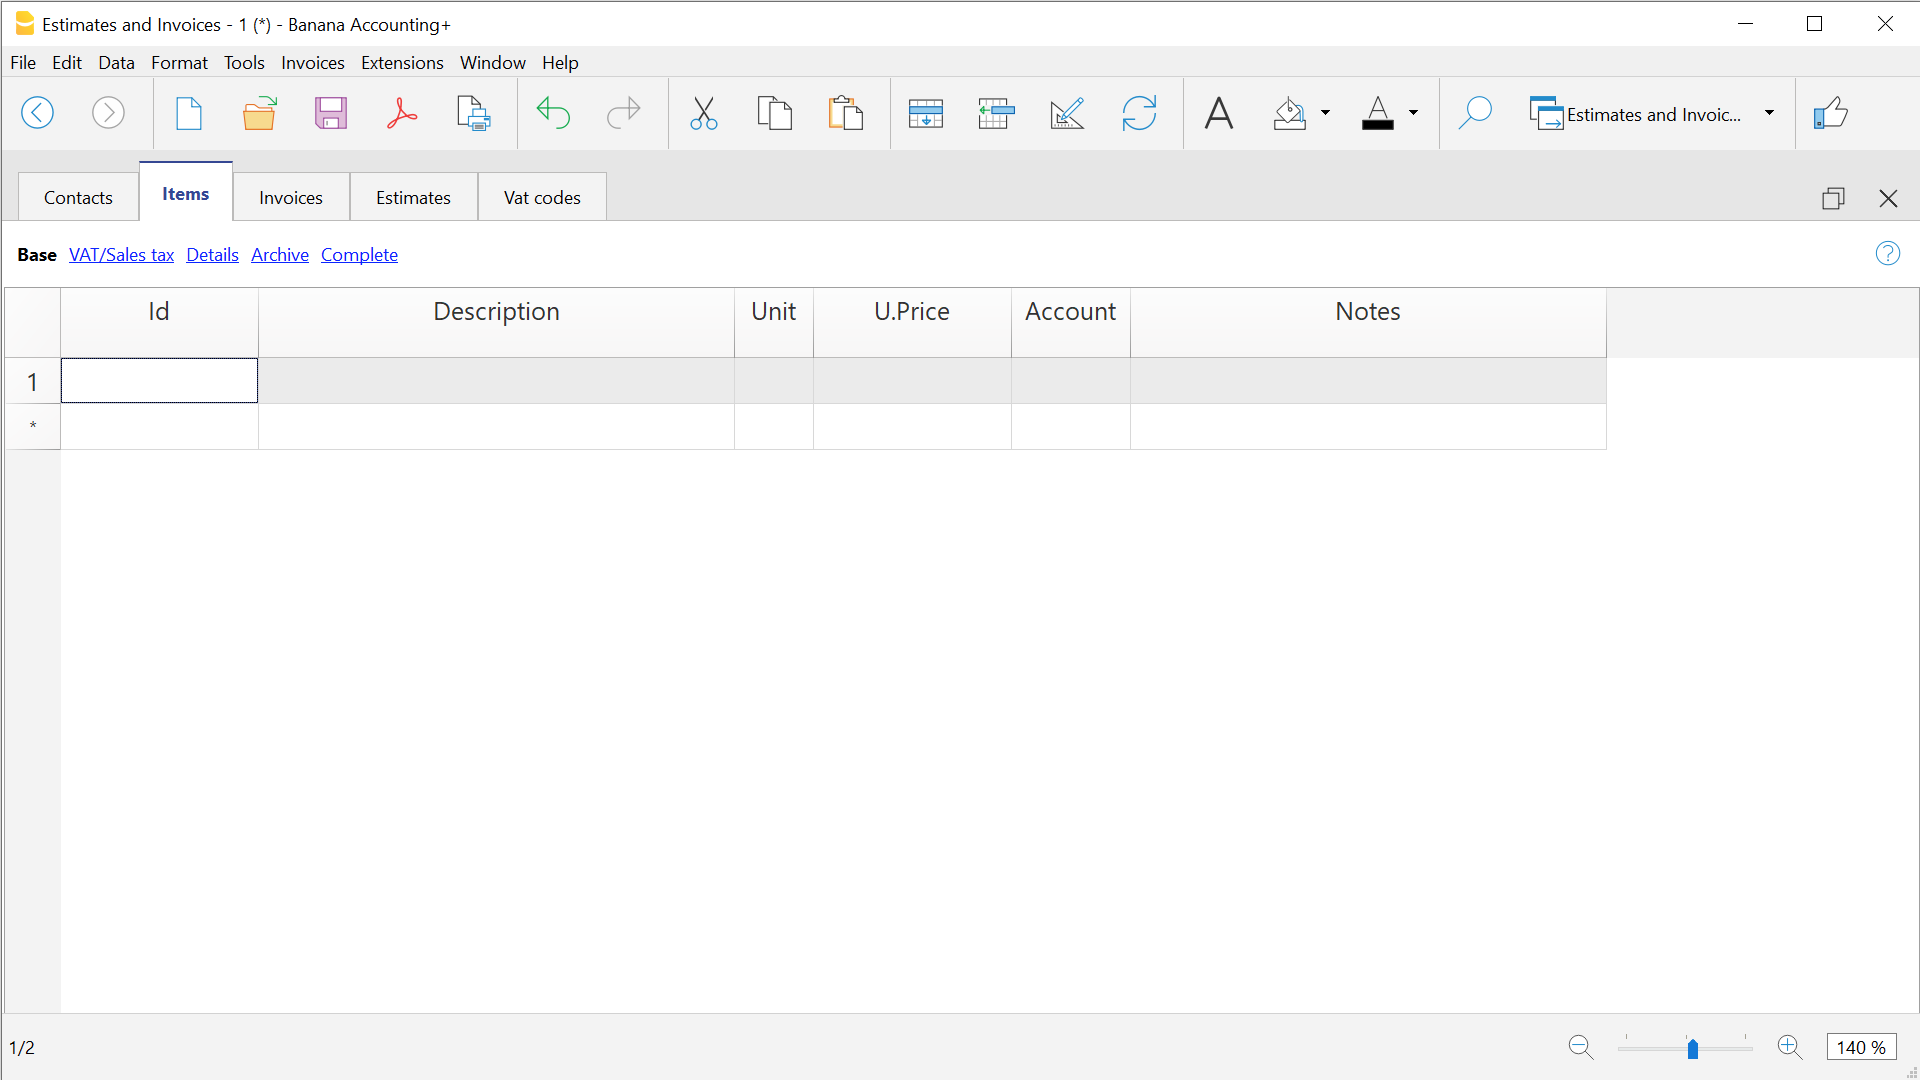 Estimates and Invoices - 1 (*) - Banana Accounting+
File Edit Data Format Tools Invoices Extensions Window Help
Estimates and Invoic...
Contacts Items Invoices Estimates Vat codes
Base VAT/Sales tax Details Archive Complete
Id Description Unit U.Price Account Notes
1
*
1/2 140 %